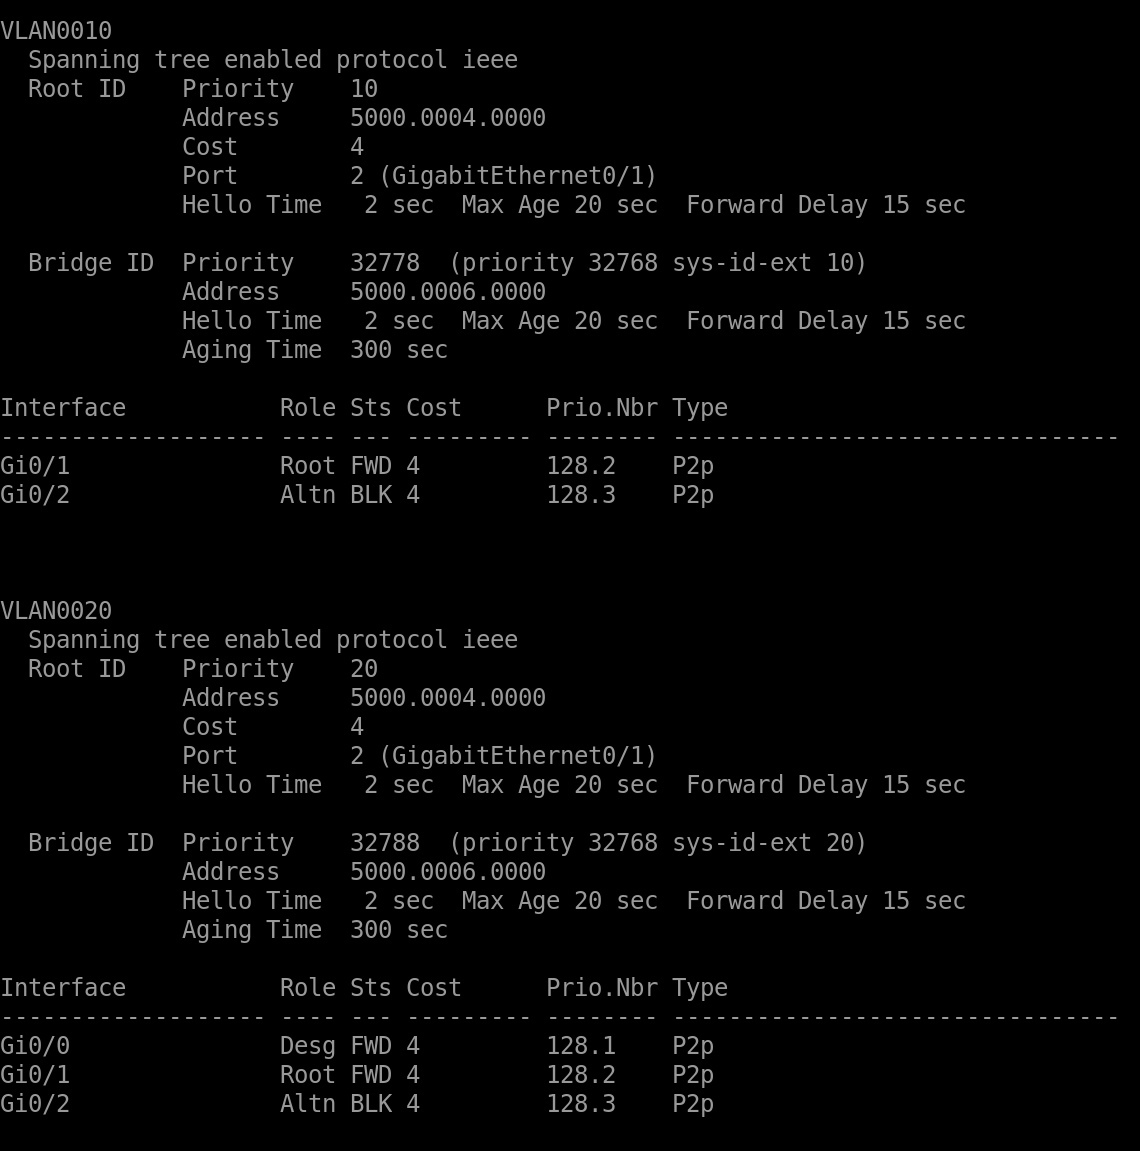 VLAN0010
  Spanning tree enabled protocol ieee
  Root ID    Priority    10
             Address     5000.0004.0000
             Cost        4
             Port        2 (GigabitEthernet0/1)
             Hello Time   2 sec  Max Age 20 sec  Forward Delay 15 sec

  Bridge ID  Priority    32778  (priority 32768 sys-id-ext 10)
             Address     5000.0006.0000
             Hello Time   2 sec  Max Age 20 sec  Forward Delay 15 sec
             Aging Time  300 sec

Interface           Role Sts Cost      Prio.Nbr Type
------------------- ---- --- --------- -------- --------------------------------
Gi0/1               Root FWD 4         128.2    P2p
Gi0/2               Altn BLK 4         128.3    P2p

VLAN0020
  Spanning tree enabled protocol ieee
  Root ID    Priority    20
             Address     5000.0004.0000
             Cost        4
             Port        2 (GigabitEthernet0/1)
             Hello Time   2 sec  Max Age 20 sec  Forward Delay 15 sec

  Bridge ID  Priority    32788  (priority 32768 sys-id-ext 20)
             Address     5000.0006.0000
             Hello Time   2 sec  Max Age 20 sec  Forward Delay 15 sec
             Aging Time  300 sec

Interface           Role Sts Cost      Prio.Nbr Type
------------------- ---- --- --------- -------- --------------------------------
Gi0/0               Desg FWD 4         128.1    P2p
Gi0/1               Root FWD 4         128.2    P2p
Gi0/2               Altn BLK 4         128.3    P2p